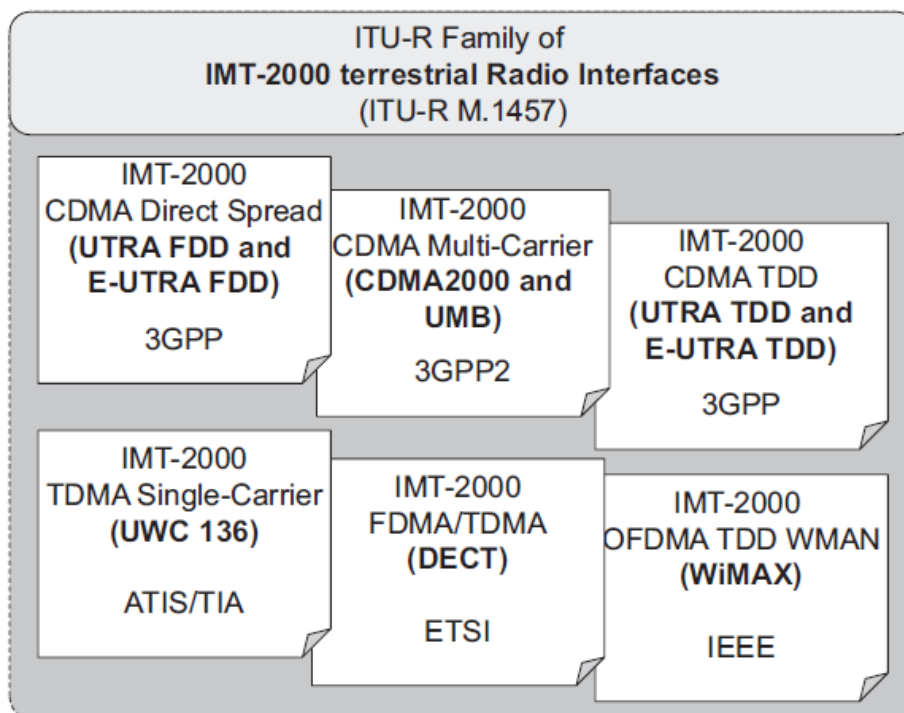 ITU-R Family of
IMT-2000 terrestrial Radio Interfaces
(ITU-R M.1457)
IMT-2000
CDMA Direct Spread
(UTRA FDD and
E-UTRA FDD)
3GPP
IMT-2000
CDMA Multi-Carrier
(CDMA2000 and
UMB)
3GPP2
IMT-2000
CDMA TDD
(UTRA TDD and
E-UTRA TDD)
3GPP
IMT-2000
TDMA Single-Carrier
(UWC 136)
ATIS/TIA
IMT-2000
FDMA/TDMA
(DECT)
ETSI
IMT-2000
OFDMA TDD WMAN
(WiMAX)
IEEE